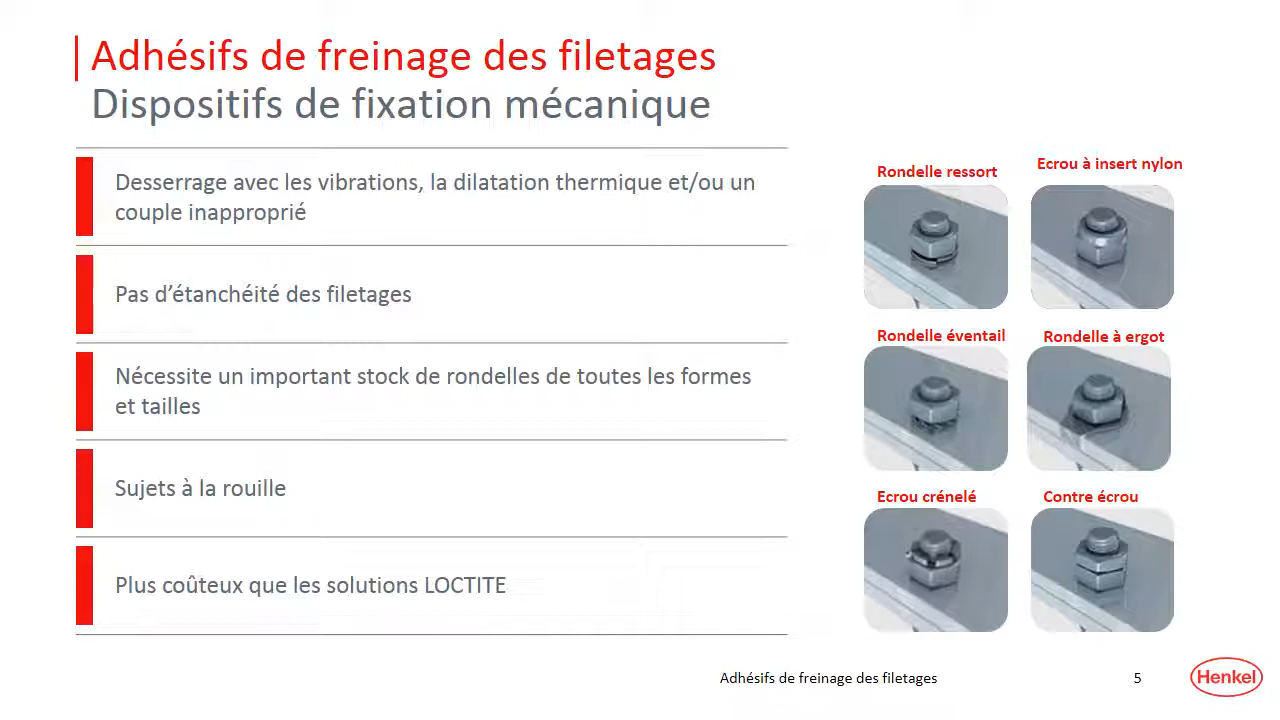 Adhésifs de freinage des filetages
Dispositifs de fixation mécanique
Desserrage avec les vibrations, la dilatation thermique et/ou un
couple inapproprié
Pas d'étanchéité des filetages
Nécessite un important stock de rondelles de toutes les formes
et tailles
Sujets à la rouille
Plus coûteux que les solutions LOCTITE
Rondelle ressort
Ecrou à insert nylon
Rondelle éventail
Rondelle à ergot
Ecrou crénelé
Contre écrou
Adhésifs de freinage des filetages
5
Henkel